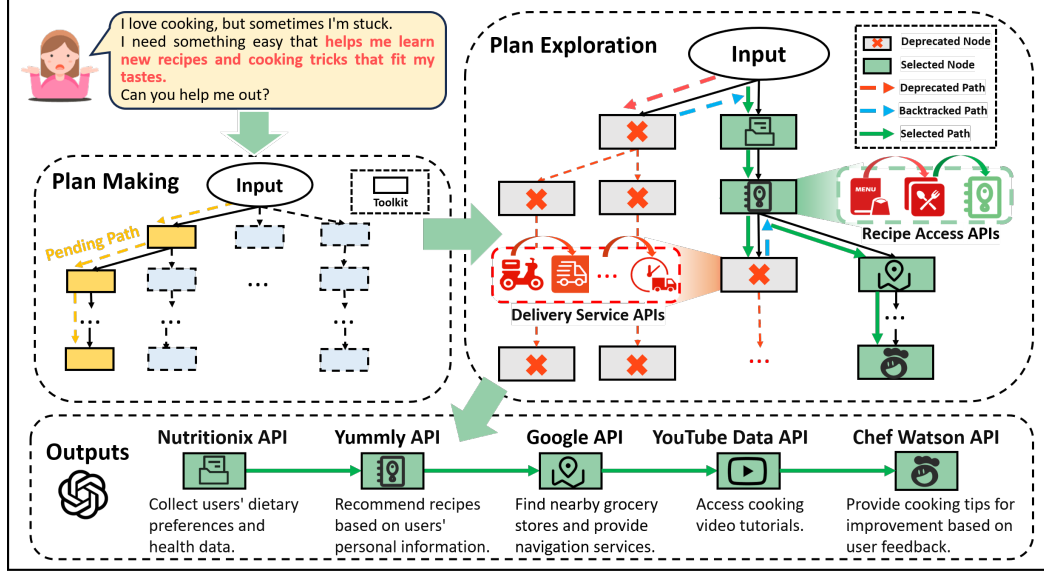 I love cooking, but sometimes I'm stuck.
I need something easy that helps me learn
new recipes and cooking tricks that fit my
tastes.
Can you help me out?
Plan Making
Input
Toolkit
Pending Path
...
...
...
...
Plan Exploration
Input
Deprecated Node
Selected Node
Deprecated Path
Backtracked Path
Selected Path
MENU
Recipe Access APIs
...
Delivery Service APIs
...
...
Outputs
Nutritionix API
Collect users' dietary
preferences and
health data.
Yummly API
Recommend recipes
based on users'
personal information.
Google API
Find nearby grocery
stores and provide
navigation services.
YouTube Data API
Access cooking
video tutorials.
Chef Watson API
Provide cooking tips for
improvement based on
user feedback.